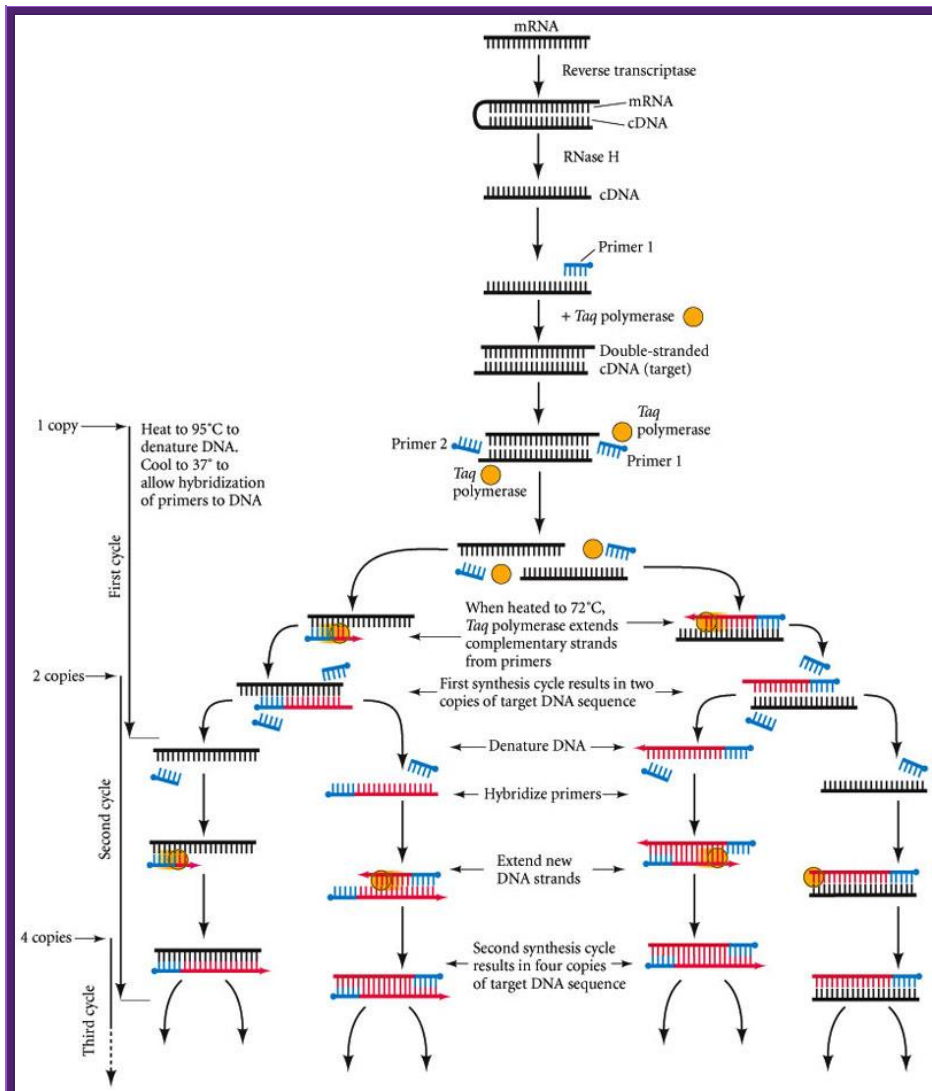 mRNA
Reverse transcriptase
mRNA
cDNA
RNase H
cDNA
Primer 1
+ Taq polymerase
Double-stranded
cDNA (target)
1 copy
Heat to 95°C to
denature DNA.
Cool to 37° to
allow hybridization
of primers to DNA
Taq
polymerase
Primer 2
Primer 1
Taq
polymerase
First cycle
When heated to 72°C,
Taq polymerase extends
complementary strands
from primers
2 copies
First synthesis cycle results in two
copies of target DNA sequence
Denature DNA
Hybridize primers
Second cycle
Extend new
DNA strands
4 copies
Second synthesis cycle
results in four copies
of target DNA sequence
Third cycle